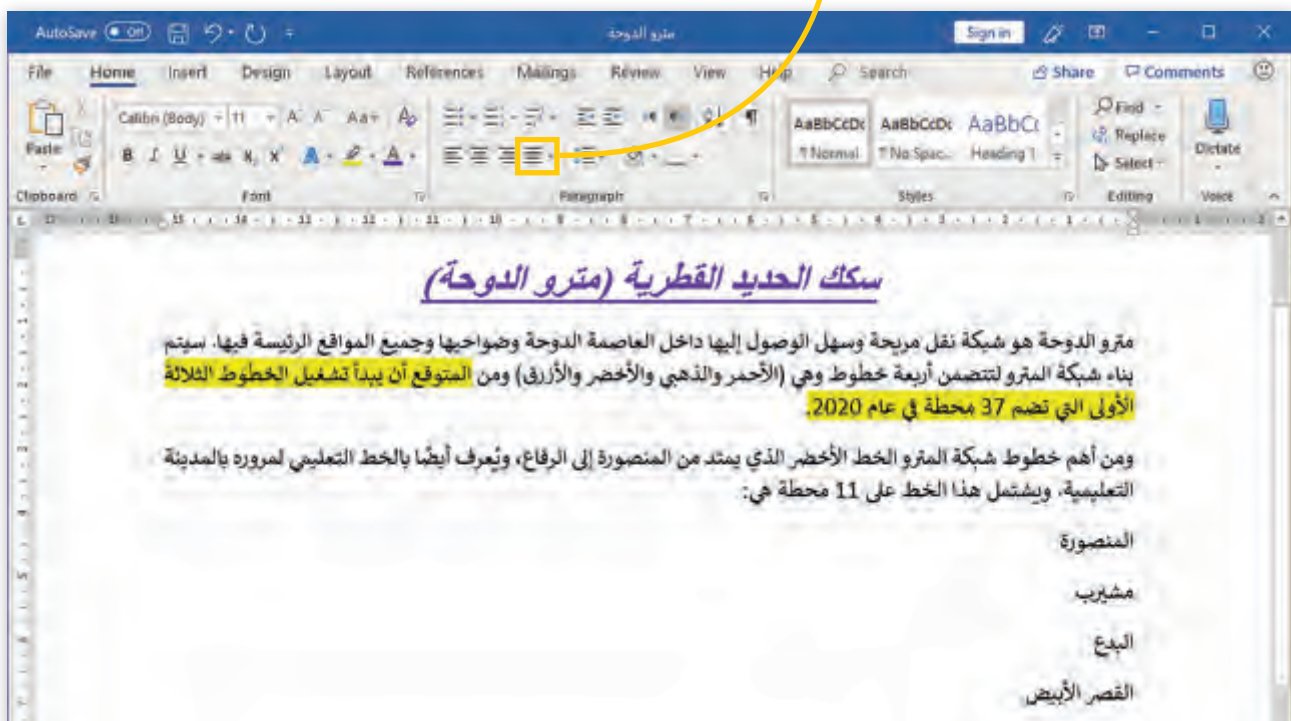 AutoSave Off مترو الدوحة Sign in
File Home Insert Design Layout References Mailings Review View Help Search Share Comments
Calibri (Body) 11 A A Aa AaBbCcDc AaBbCcDc AaBbCc Find
Paste Replace Dictate
B I U abc X X A A Normal No Spac... Heading 1 Select
Clipboard Font Paragraph Styles Editing Voice
سكك الحديد القطرية (مترو الدوحة)
مترو الدوحة هو شبكة نقل مريحة وسهل الوصول إليها داخل العاصمة الدوحة وضواحيها وجميع المواقع الرئيسة فيها. سيتم
بناء شبكة المترو لتتضمن أربعة خطوط وهي (الأحمر والذهبي والأخضر والأزرق) ومن المتوقع أن يبدأ تشغيل الخطوط الثلاثة
الأولى التي تضم 37 محطة في عام 2020.
ومن أهم خطوط شبكة المترو الخط الأخضر الذي يمتد من المنصورة إلى الرفاع، ويُعرف أيضًا بالخط التعليمي لمروره بالمدينة
التعليمية. ويشتمل هذا الخط على 11 محطة هي:
المنصورة
مشيرب
البدع
القصر الأبيض